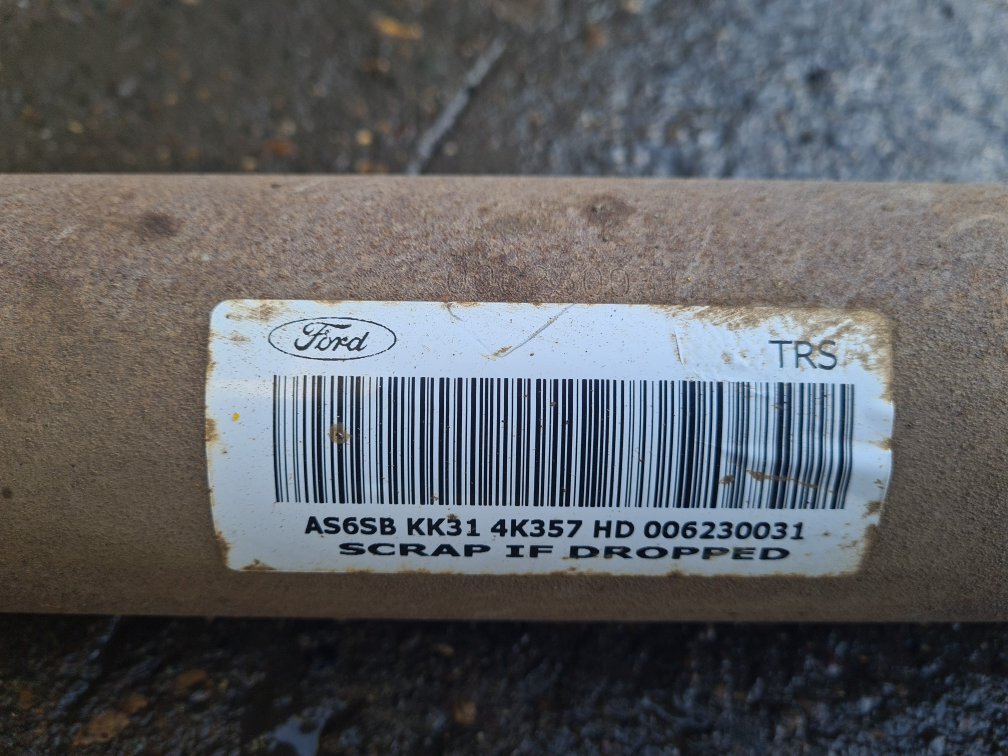 Ford
TRS
AS6SB KK31 4K357 HD 006230031
SCRAP IF DROPPED